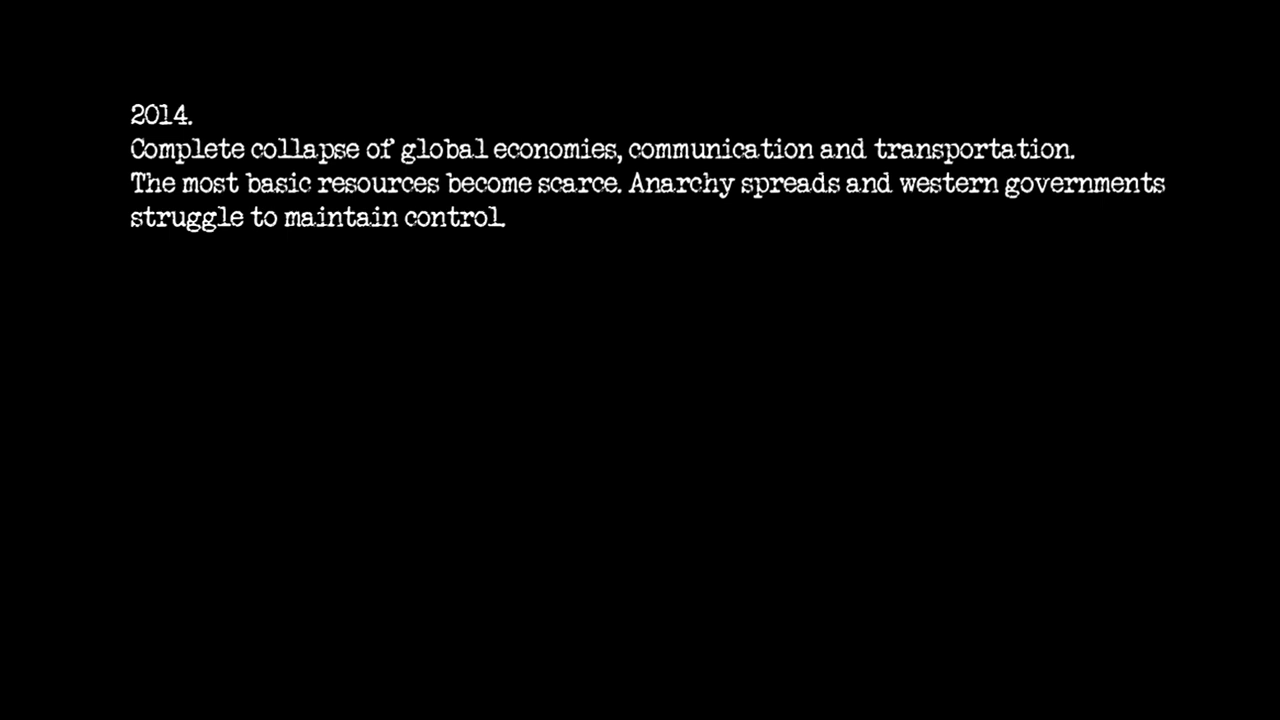 2014.
Complete collapse of global economies, communication and transportation.
The most basic resources become scarce. Anarchy spreads and western governments
struggle to maintain control.